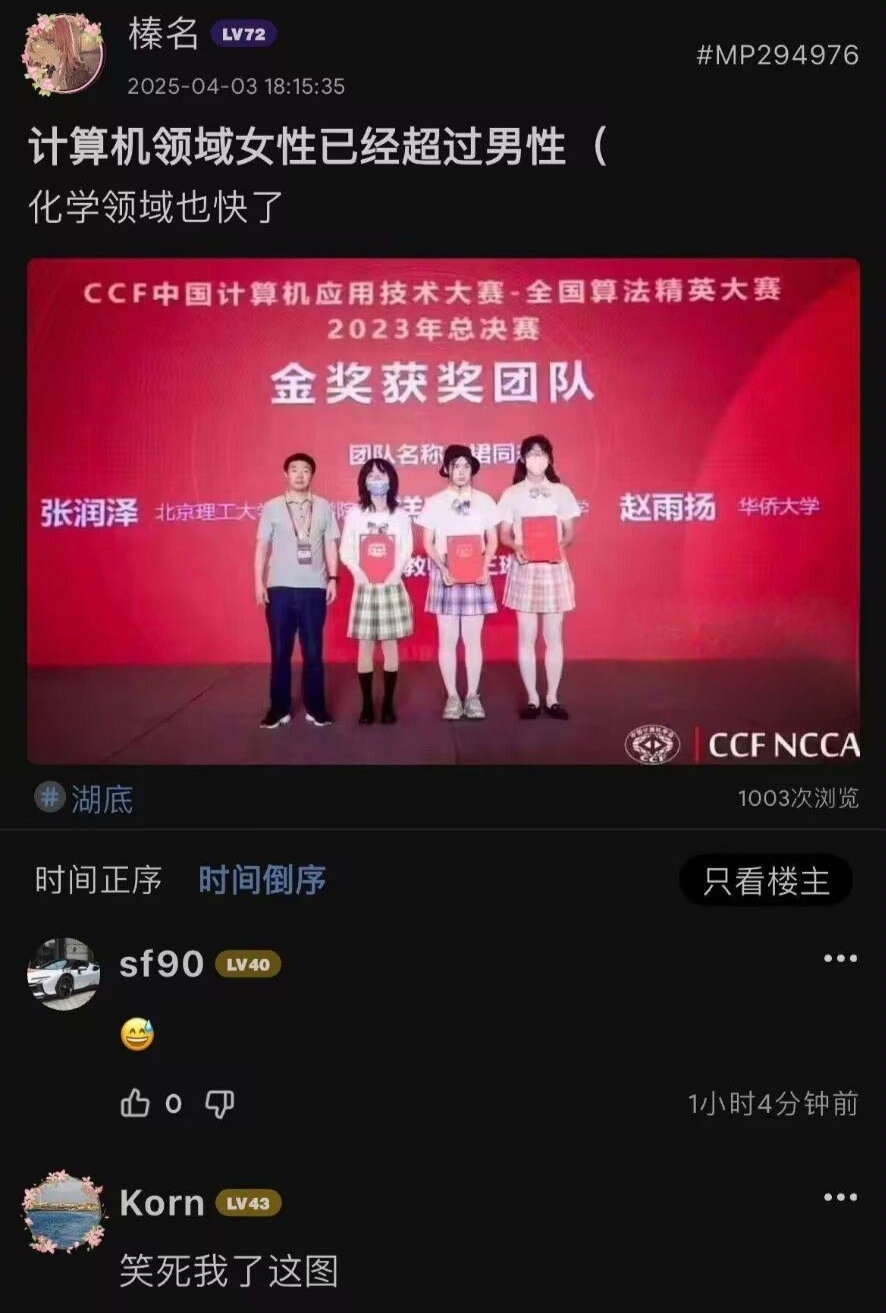 榛名 LV72
#MP294976
2025-04-03 18:15:35
计算机领域女性已经超过男性（
化学领域也快了
CCF中国计算机应用技术大赛-全国算法精英大赛
2023年总决赛
金奖获奖团队
团队名称 裙同
张润泽 北京理工大 赵雨扬 华侨大学
教
CCF
CCF NCCA
# 湖底
1003次浏览
时间正序 时间倒序 只看楼主
sf90 LV40
0
1小时4分钟前
Korn LV43
笑死我了这图